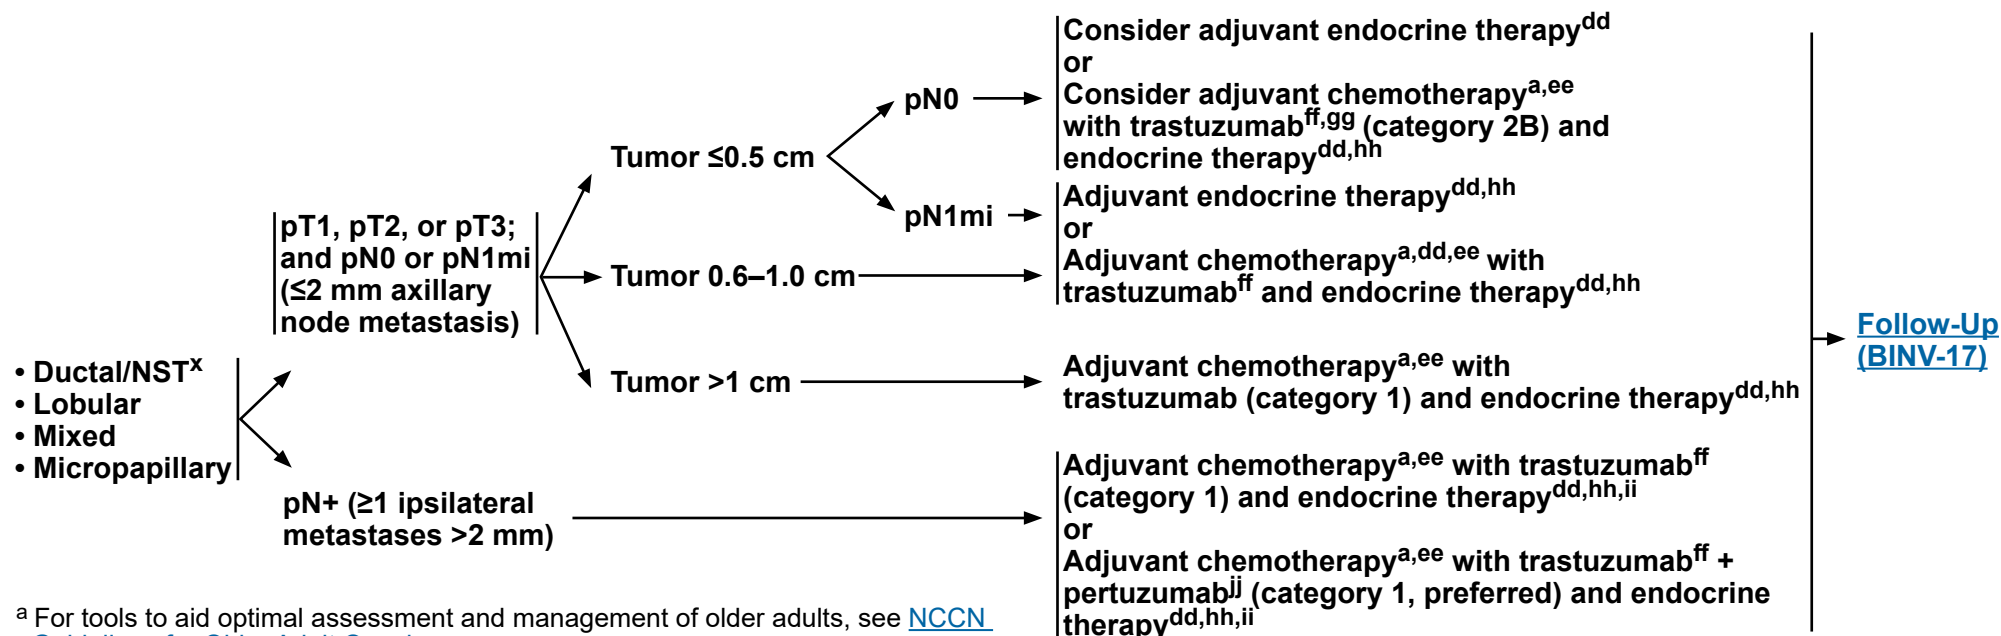 • Ductal/NSTx
• Lobular
• Mixed
• Micropapillary
pT1, pT2, or pT3;
and pN0 or pN1mi
(≤2 mm axillary
node metastasis)
pN+ (≥1 ipsilateral
metastases >2 mm)
Tumor ≤0.5 cm
Tumor 0.6–1.0 cm
Tumor >1 cm
pN0
pN1mi
Consider adjuvant endocrine therapydd
or
Consider adjuvant chemotherapya,ee
with trastuzumabff,gg (category 2B) and
endocrine therapydd,hh
Adjuvant endocrine therapydd,hh
or
Adjuvant chemotherapya,dd,ee with
trastuzumabff and endocrine therapydd,hh
Adjuvant chemotherapya,ee with
trastuzumab (category 1) and endocrine therapydd,hh
Adjuvant chemotherapya,ee with trastuzumabff
(category 1) and endocrine therapydd,hh,ii
or
Adjuvant chemotherapya,ee with trastuzumabff +
pertuzumabjj (category 1, preferred) and endocrine
therapydd,hh,ii
Follow-Up
(BINV-17)
a For tools to aid optimal assessment and management of older adults, see NCCN